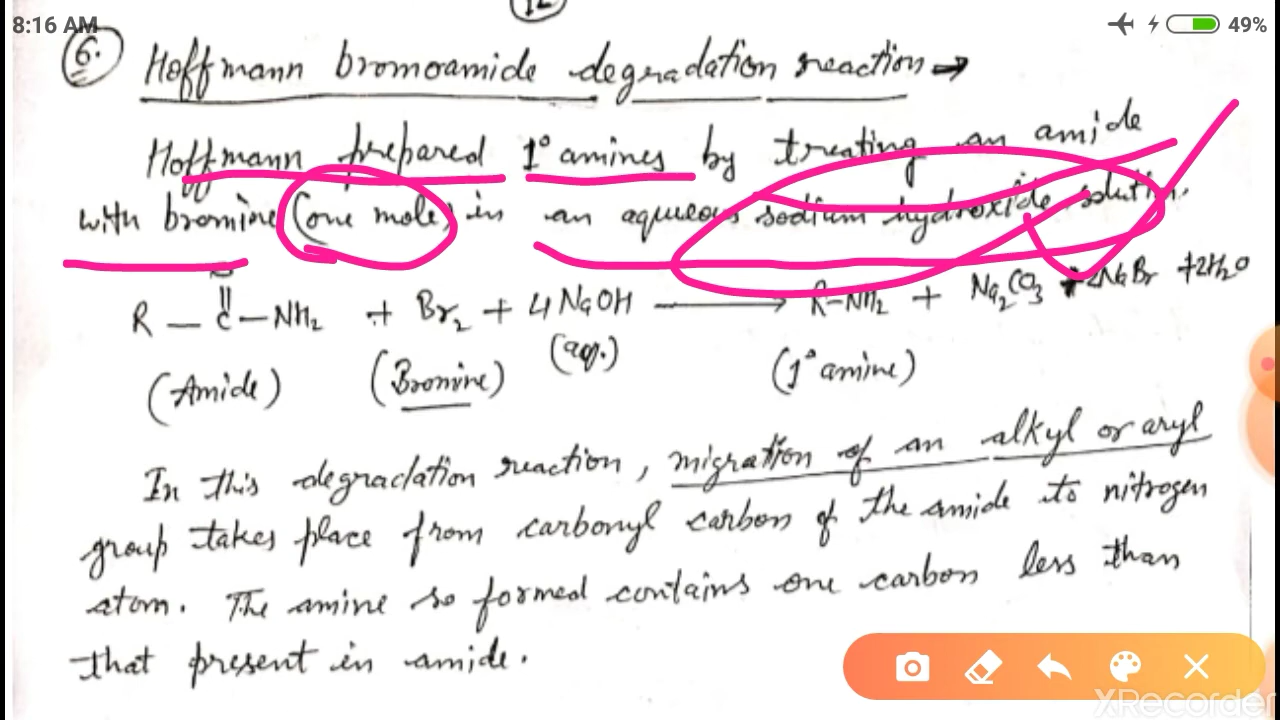 8:16 AM
49%
12
6. Hoffmann bromoamide degradation reaction →
Hoffmann prepared 1° amines by treating an amide
with bromine (one mole) in an aqueous sodium hydroxide solution.
O
R — C — NH₂ + Br₂ + 4 NaOH → R–NH₂ + Na₂CO₃ + 2NaBr + 2H₂O
(Amide) (Bromine) (aq.) (1° amine)
In this degradation reaction, migration of an alkyl or aryl
group takes place from carbonyl carbon of the amide to nitrogen
atom. The amine so formed contains one carbon less than
that present in amide.
XRecorder